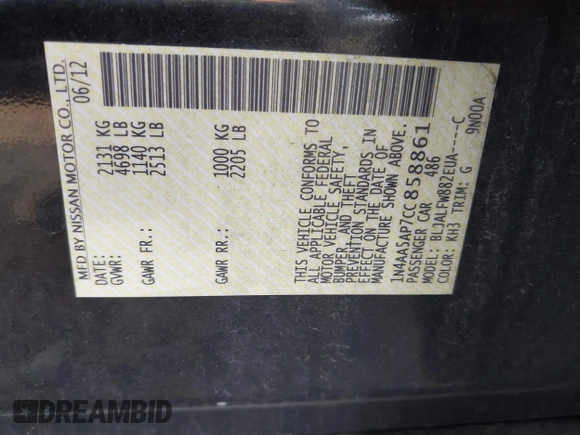 MFD BY NISSAN MOTOR CO., LTD.
DATE: 06/12
GVWR: 2131 KG
4698 LB
GAWR FR.: 1140 KG
2513 LB
GAWR RR.: 1000 KG
2205 LB
THIS VEHICLE CONFORMS TO
ALL APPLICABLE FEDERAL
MOTOR VEHICLE SAFETY,
BUMPER, AND THEFT
PREVENTION STANDARDS IN
EFFECT ON THE DATE OF
MANUFACTURE SHOWN ABOVE.
1N4AA5AP7CC858861
PASSENGER CAR 486
MODEL: BLJALFW882EUA----C
COLOR: KH3 TRIM: G 9N00A
DREAMBID